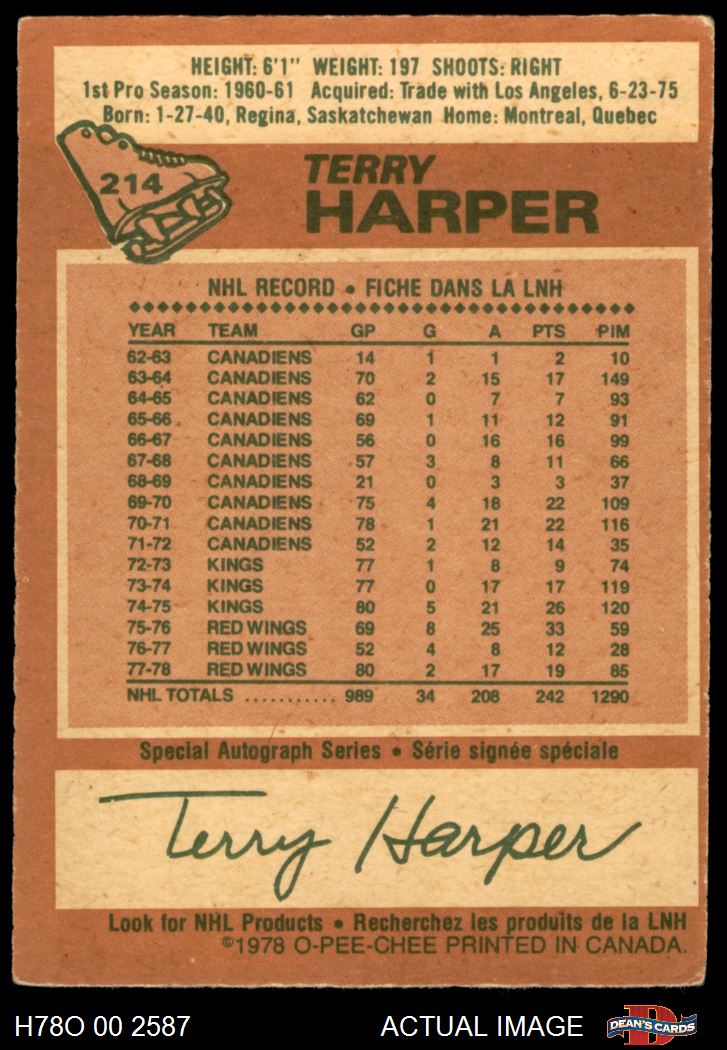 HEIGHT: 6'1" WEIGHT: 197 SHOOTS: RIGHT
1st Pro Season: 1960-61 Acquired: Trade with Los Angeles, 6-23-75
Born: 1-27-40, Regina, Saskatchewan Home: Montreal, Quebec
214
TERRY
HARPER
NHL RECORD • FICHE DANS LA LNH
YEAR TEAM GP G A PTS PIM
62-63 CANADIENS 14 1 1 2 10
63-64 CANADIENS 70 2 15 17 149
64-65 CANADIENS 62 0 7 7 93
65-66 CANADIENS 69 1 11 12 91
66-67 CANADIENS 56 0 16 16 99
67-68 CANADIENS 57 3 8 11 66
68-69 CANADIENS 21 0 3 3 37
69-70 CANADIENS 75 4 18 22 109
70-71 CANADIENS 78 1 21 22 116
71-72 CANADIENS 52 2 12 14 35
72-73 KINGS 77 1 8 9 74
73-74 KINGS 77 0 17 17 119
74-75 KINGS 80 5 21 26 120
75-76 RED WINGS 69 8 25 33 59
76-77 RED WINGS 52 4 8 12 28
77-78 RED WINGS 80 2 17 19 85
NHL TOTALS ........... 989 34 208 242 1290
Special Autograph Series • Série signée spéciale
Terry Harper
Look for NHL Products • Recherchez les produits de la LNH
©1978 O-PEE-CHEE PRINTED IN CANADA.
H78O 00 2587 ACTUAL IMAGE DEAN'S CARDS